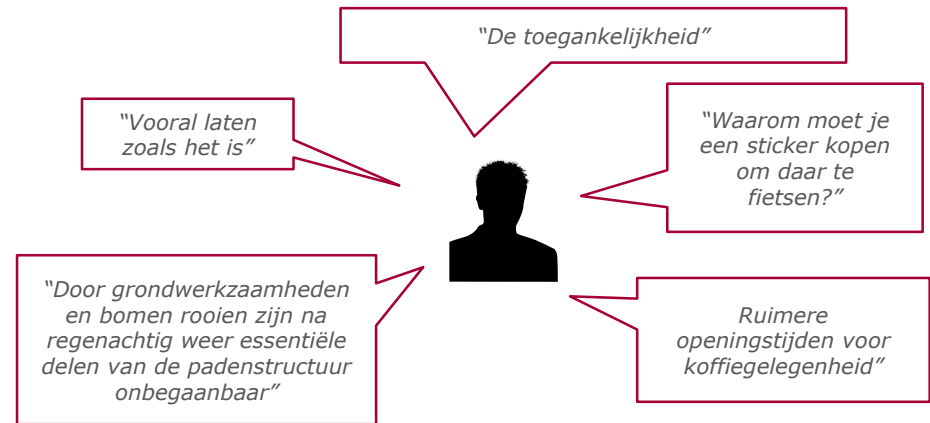 “De toegankelijkheid”
“Vooral laten
zoals het is”
“Waarom moet je
een sticker kopen
om daar te
fietsen?”
“Door grondwerkzaamheden
en bomen rooien zijn na
regenachtig weer essentiële
delen van de padenstructuur
onbegaanbaar”
Ruimere
openingstijden voor
koffiegelegenheid”